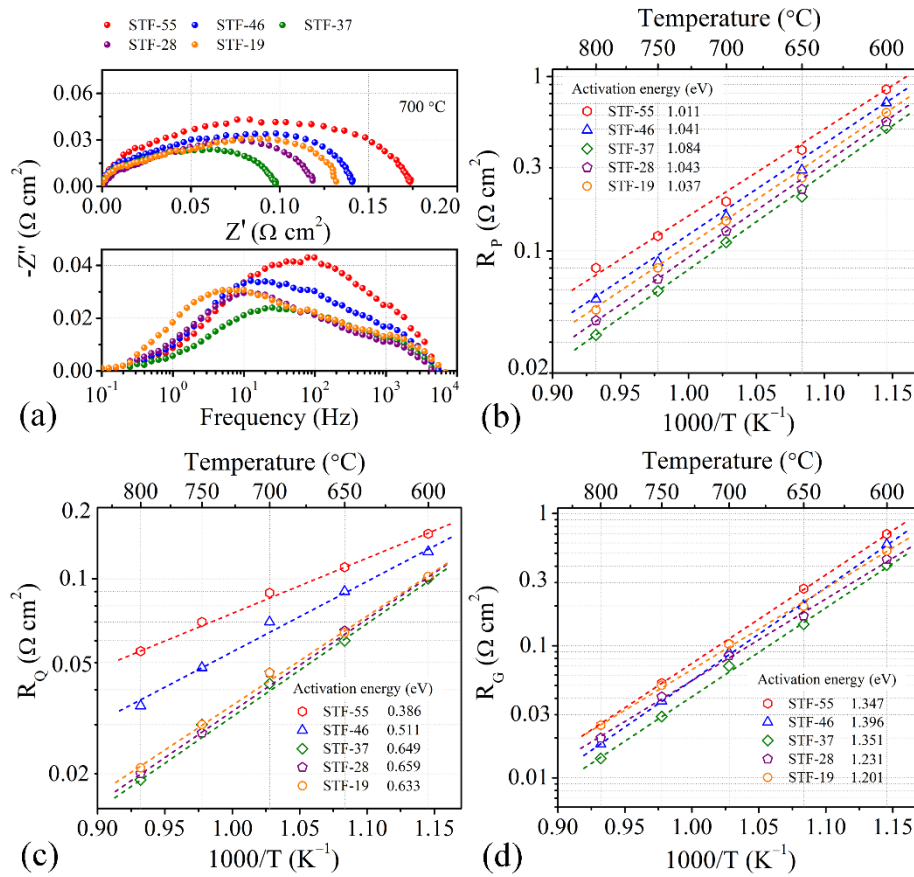 STF-55 STF-46 STF-37
STF-28 STF-19
700 °C
0.06
0.03
0.00
0.00 0.05 0.10 0.15 0.20
Z' (Ω cm²)
-Z'' (Ω cm²)
0.04
0.02
0
10⁻¹ 10⁰ 10¹ 10² 10³ 10⁴
Frequency (Hz)
(a)
Temperature (°C)
800 750 700 650 600
1
0.4
0.1
0.02
R_P (Ω cm²)
Activation energy (eV)
STF-55 1.011
STF-46 1.041
STF-37 1.084
STF-28 1.043
STF-19 1.037
0.90 0.95 1.00 1.05 1.10 1.15
1000/T (K⁻¹)
(b)
Temperature (°C)
800 750 700 650 600
0.2
0.1
0.05
0.02
R_Q (Ω cm²)
Activation energy (eV)
STF-55 0.386
STF-46 0.511
STF-37 0.649
STF-28 0.659
STF-19 0.633
0.90 0.95 1.00 1.05 1.10 1.15
1000/T (K⁻¹)
(c)
Temperature (°C)
800 750 700 650 600
1
0.3
0.1
0.03
0.01
R_G (Ω cm²)
Activation energy (eV)
STF-55 1.347
STF-46 1.396
STF-37 1.351
STF-28 1.231
STF-19 1.201
0.90 0.95 1.00 1.05 1.10 1.15
1000/T (K⁻¹)
(d)